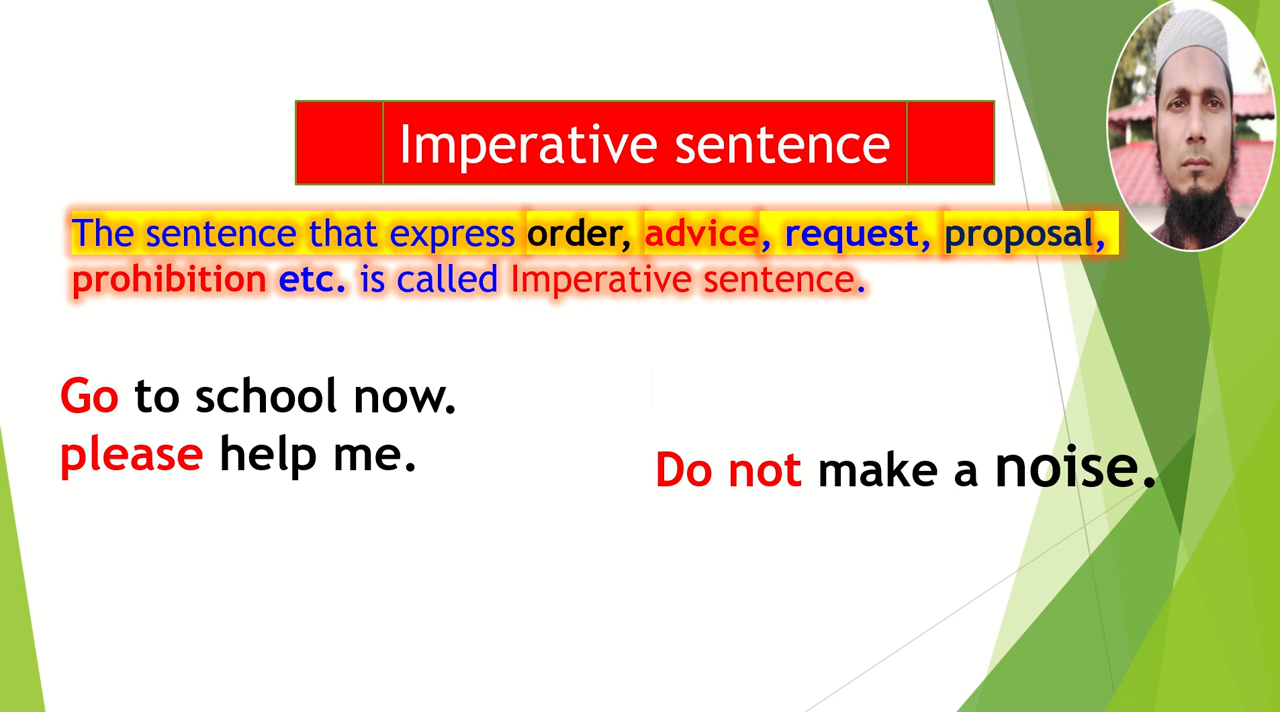 Imperative sentence
The sentence that express order, advice, request, proposal,
prohibition etc. is called Imperative sentence.
Go to school now.
please help me.
Do not make a noise.